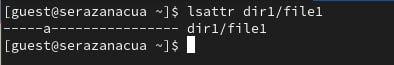 [guest@serazanacua ~]$ lsattr dir1/file1
-----a---------------- dir1/file1
[guest@serazanacua ~]$